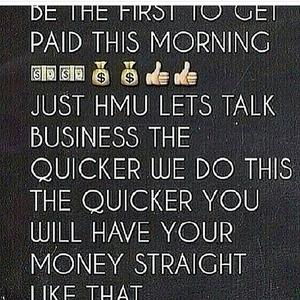 BE THE FIRST TO GET
PAID THIS MORNING
💵💵💰💰👍👍
JUST HMU LETS TALK
BUSINESS THE
QUICKER WE DO THIS
THE QUICKER YOU
WILL HAVE YOUR
MONEY STRAIGHT
LIKE THAT